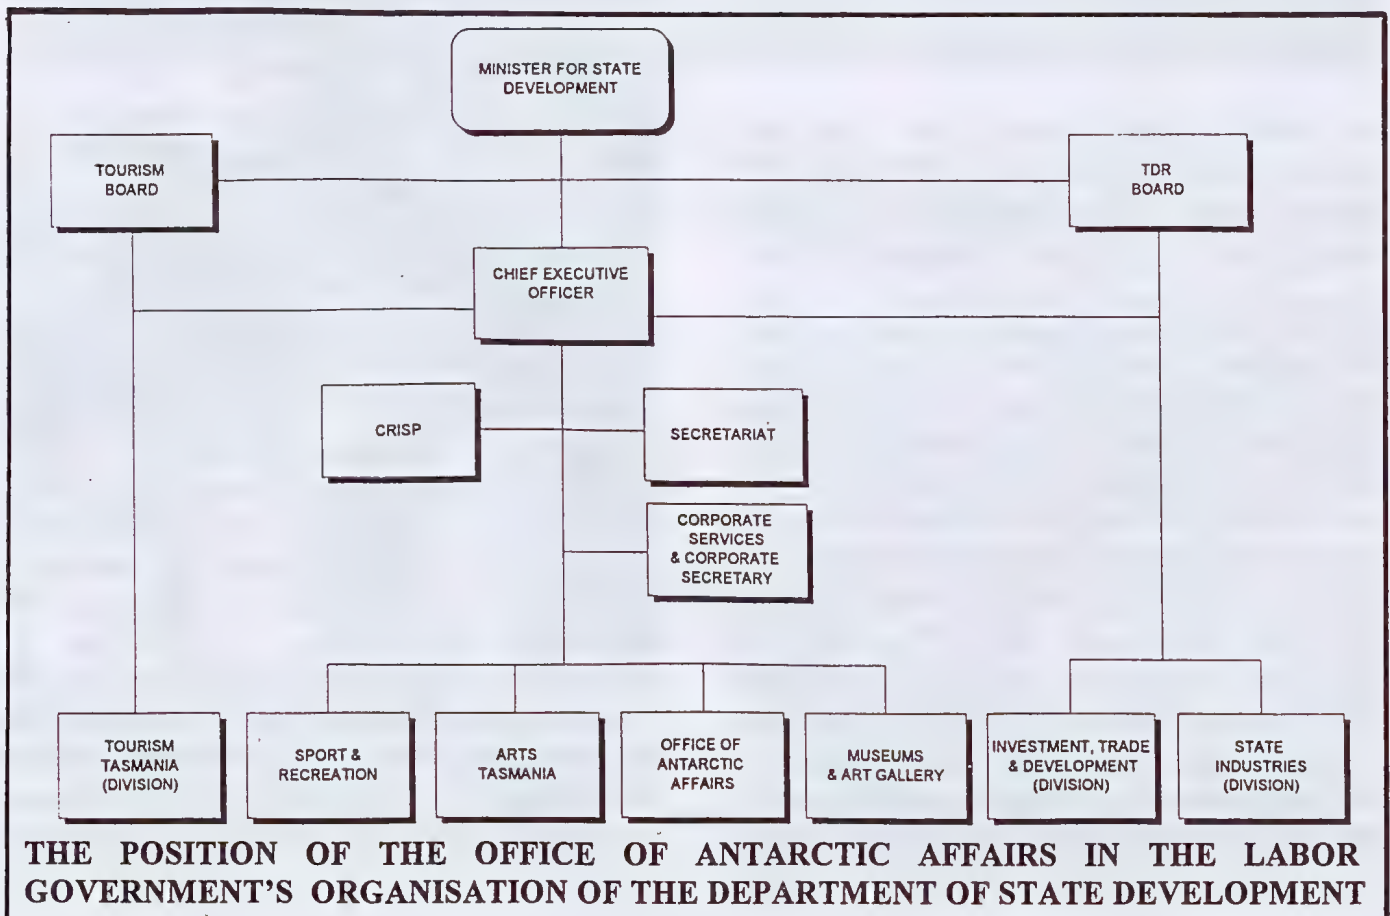 MINISTER FOR STATE
DEVELOPMENT
TOURISM
BOARD
TDR
BOARD
CHIEF EXECUTIVE
OFFICER
CRISP
SECRETARIAT
CORPORATE
SERVICES
& CORPORATE
SECRETARY
TOURISM
TASMANIA
(DIVISION)
SPORT &
RECREATION
ARTS
TASMANIA
OFFICE OF
ANTARCTIC
AFFAIRS
MUSEUMS
& ART GALLERY
INVESTMENT, TRADE
& DEVELOPMENT
(DIVISION)
STATE
INDUSTRIES
(DIVISION)
THE POSITION OF THE OFFICE OF ANTARCTIC AFFAIRS IN THE LABOR
GOVERNMENT'S ORGANISATION OF THE DEPARTMENT OF STATE DEVELOPMENT